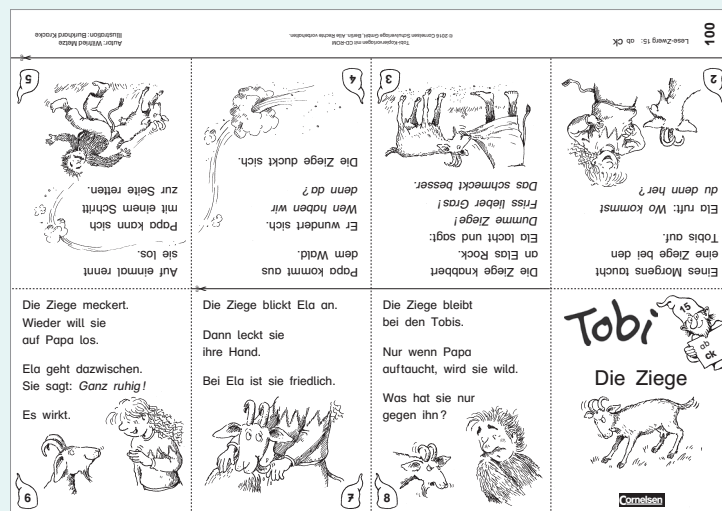 Autor: Wilfried Metze
Illustration: Burkhard Kracke
© 2016 Cornelsen Schulverlage GmbH, Berlin. Alle Rechte vorbehalten.
Tobi: Kopiervorlagen mit CD-ROM
Lese-Zwerg 15: ab ck
100
Tobi
15
ab
ck
Die Ziege
Cornelsen
Eines Morgens taucht
eine Ziege bei den
Tobis auf.
Ela ruft: Wo kommst
du denn her?
2
Die Ziege knabbert
an Elas Rock.
Ela lacht und sagt:
Dumme Ziege!
Friss lieber Gras!
Das schmeckt besser.
3
Papa kommt aus
dem Wald.
Er wundert sich.
Wen haben wir
denn da?
Die Ziege duckt sich.
4
Auf einmal rennt
sie los.
Papa kann sich
mit einem Schritt
zur Seite retten.
5
Die Ziege meckert.
Wieder will sie
auf Papa los.
Ela geht dazwischen.
Sie sagt: Ganz ruhig!
Es wirkt.
6
Die Ziege blickt Ela an.
Dann leckt sie
ihre Hand.
Bei Ela ist sie friedlich.
7
Die Ziege bleibt
bei den Tobis.
Nur wenn Papa
auftaucht, wird sie wild.
Was hat sie nur
gegen ihn?
8